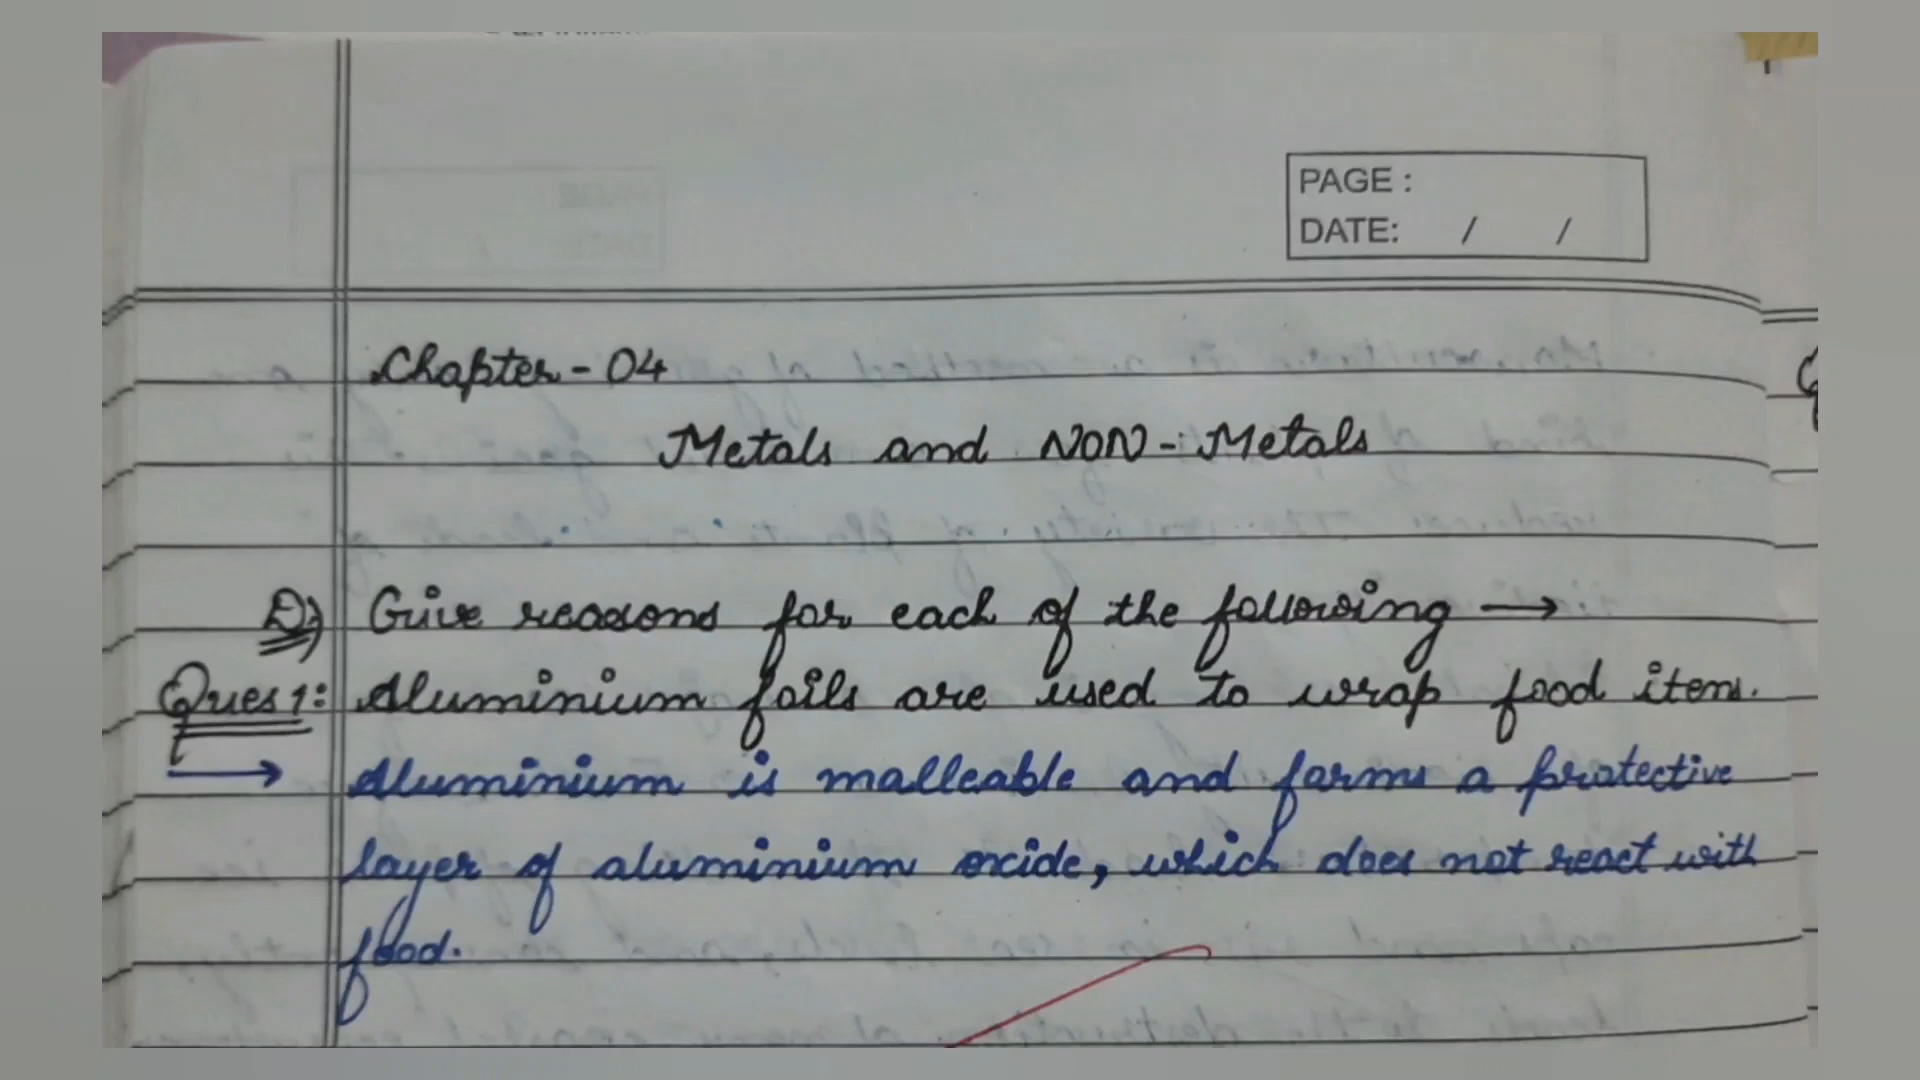 PAGE :
DATE: / /
Chapter - 04
Metals and NON - Metals
D) Give reasons for each of the following →
Ques 1: Aluminium foils are used to wrap food items.
→ Aluminium is malleable and forms a protective
layer of aluminium oxide, which does not react with
food.